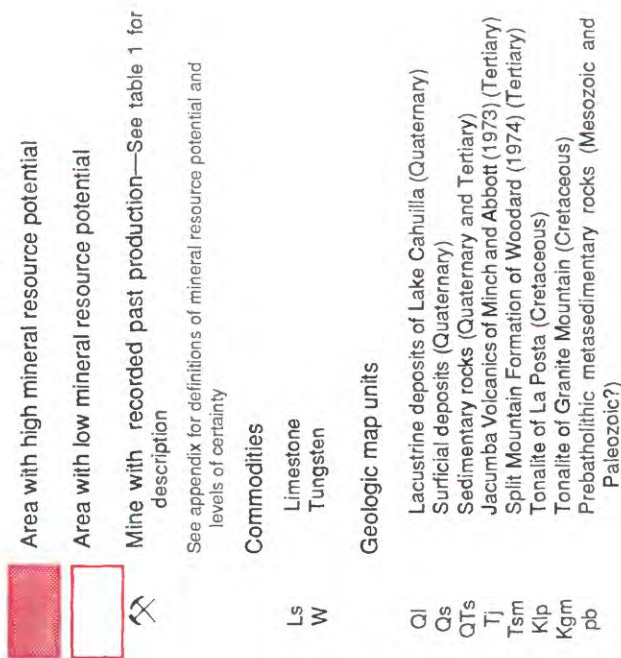 Area with high mineral resource potential
Area with low mineral resource potential
Mine with recorded past production—See table 1 for
description
See appendix for definitions of mineral resource potential and
levels of certainty
Commodities
Ls Limestone
W Tungsten
Geologic map units
Ql Lacustrine deposits of Lake Cahuilla (Quaternary)
Qs Surficial deposits (Quaternary)
QTs Sedimentary rocks (Quaternary and Tertiary)
Tj Jacumba Volcanics of Minch and Abbott (1973) (Tertiary)
Tsm Split Mountain Formation of Woodard (1974) (Tertiary)
Klp Tonalite of La Posta (Cretaceous)
Kgm Tonalite of Granite Mountain (Cretaceous)
pb Prebatholithic metasedimentary rocks (Mesozoic and
Paleozoic?)